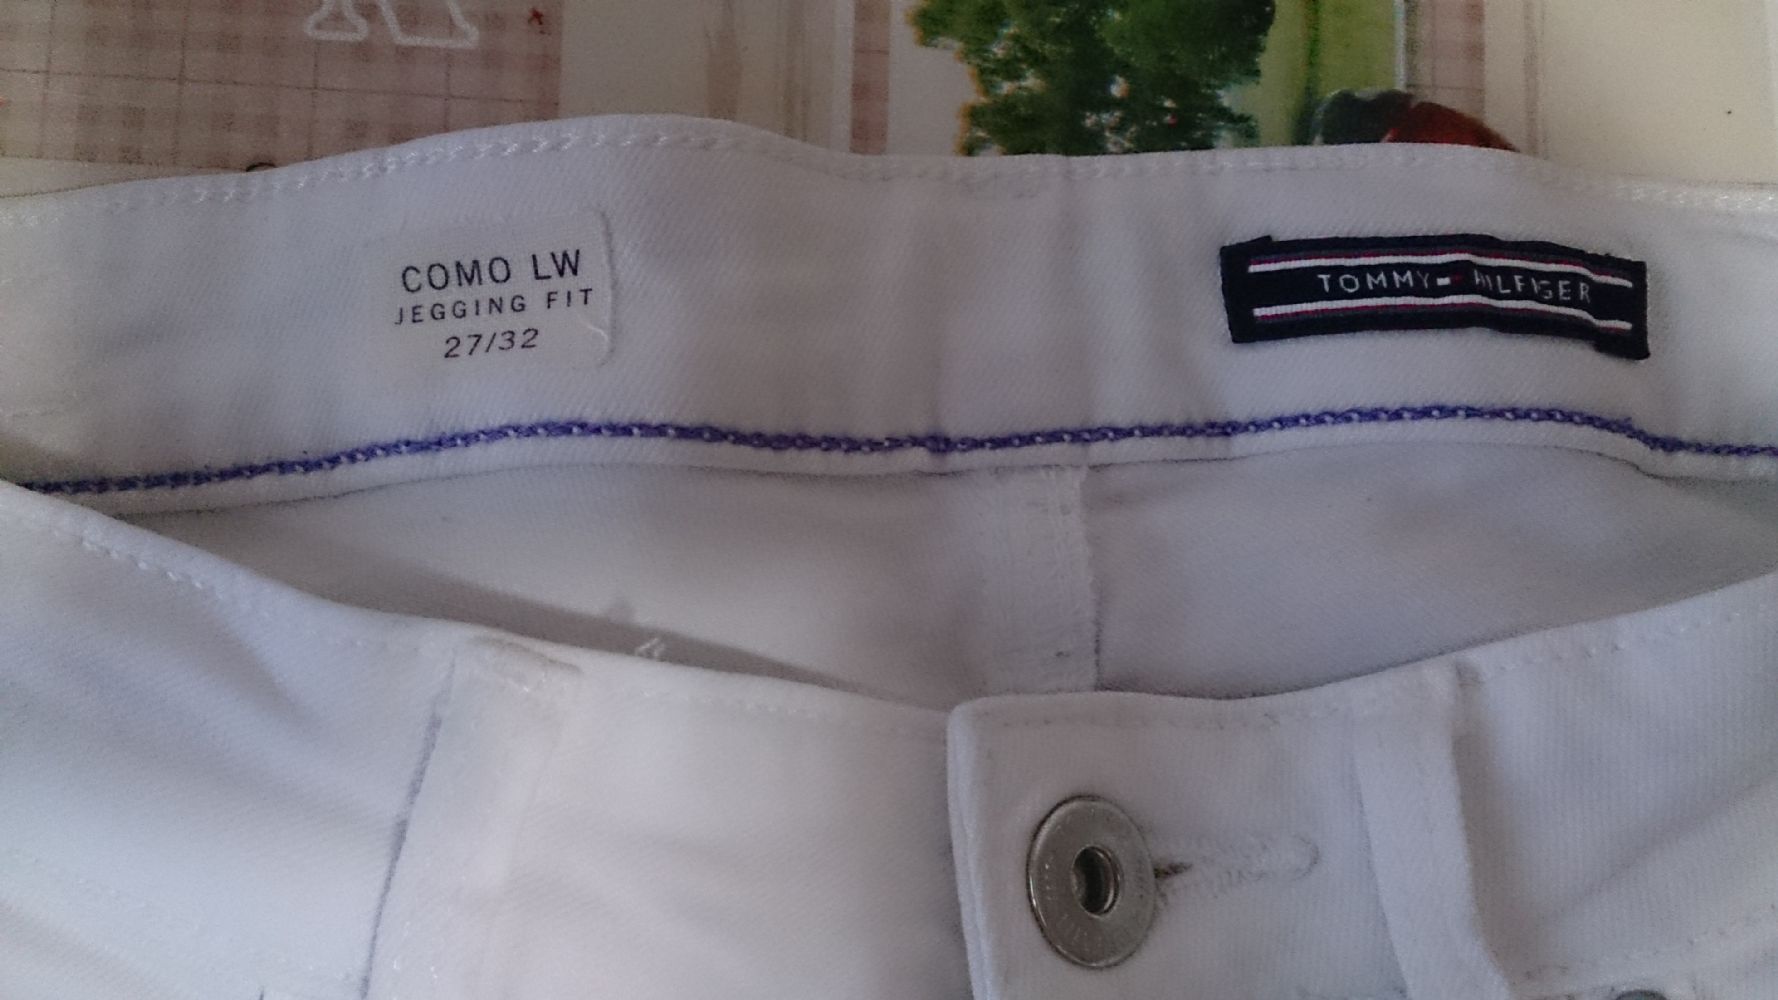 COMO LW
JEGGING FIT
27/32
TOMMY HILFIGER